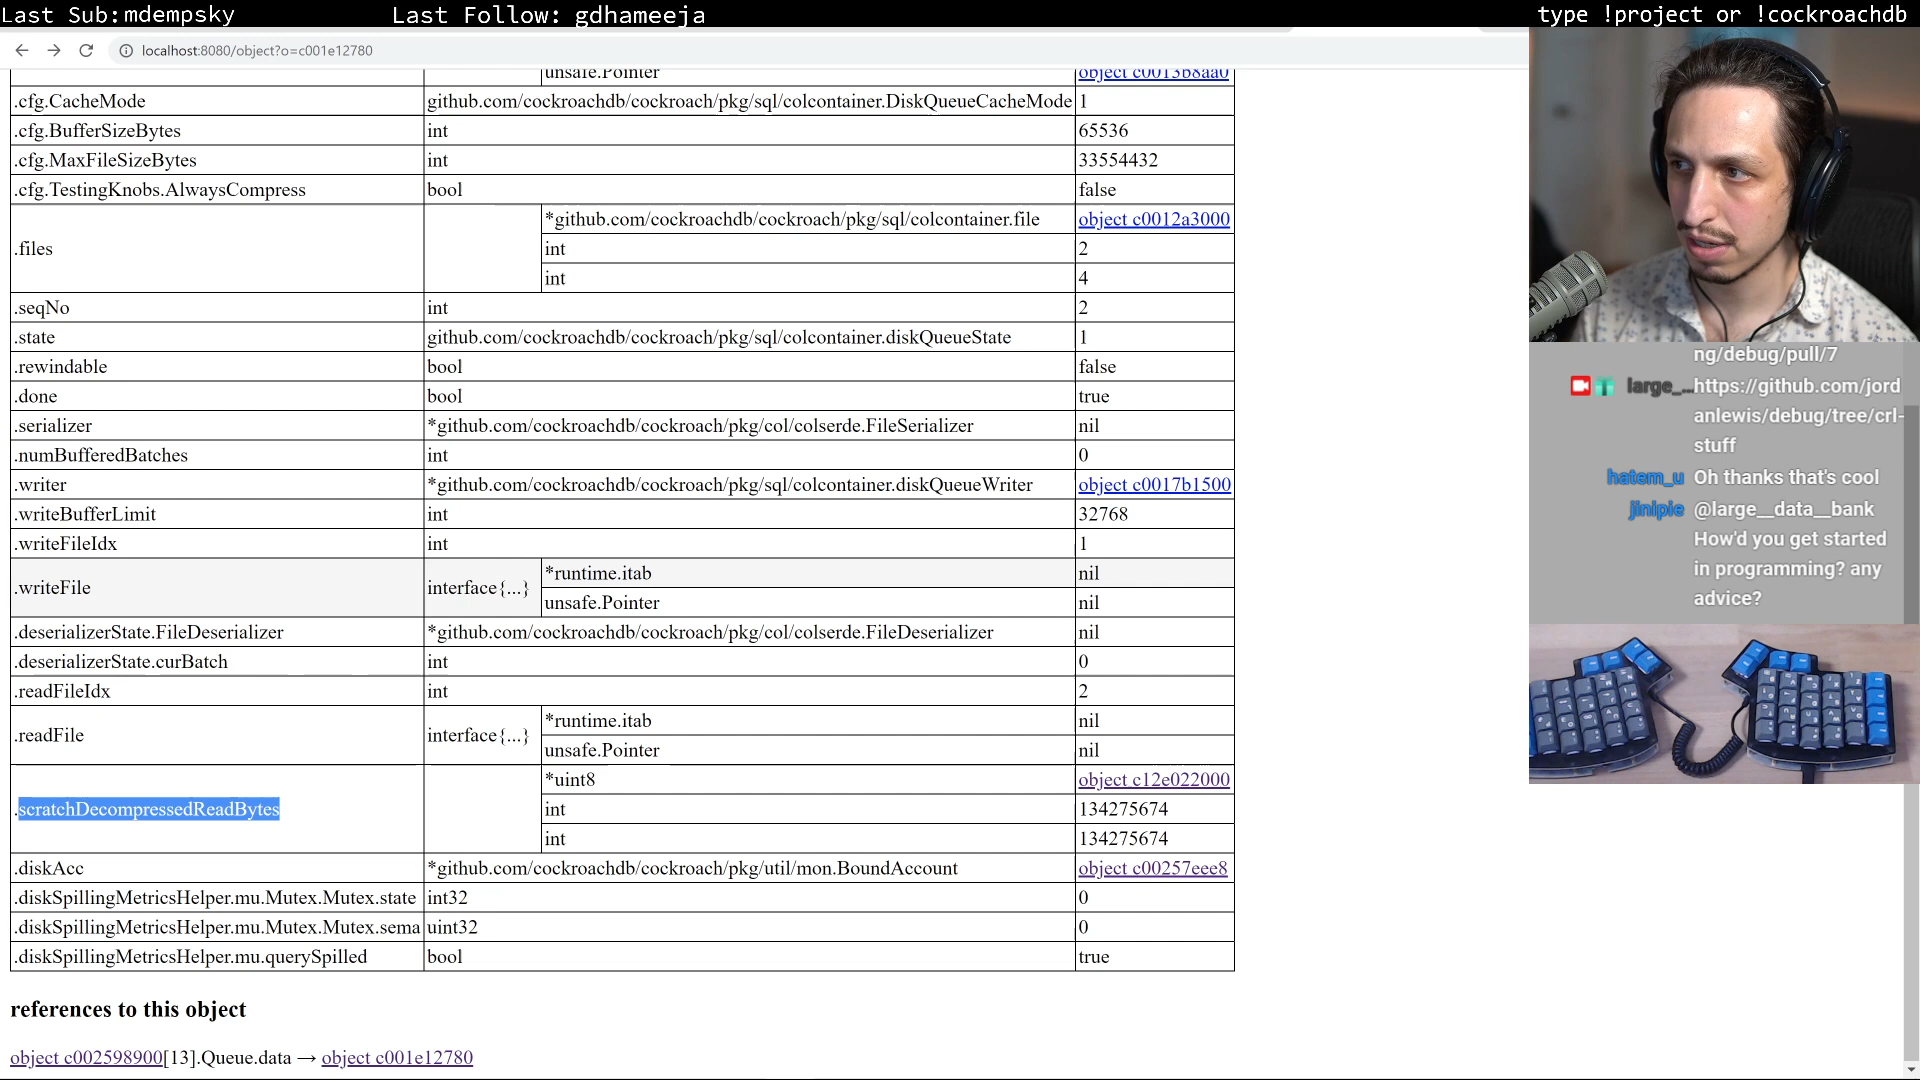 Last Sub:mdempsky Last Follow: gdhameeja type !project or !cockroachdb
localhost:8080/object?o=c001e12780
unsafe.Pointer object c0013b8aa0
.cfg.CacheMode github.com/cockroachdb/cockroach/pkg/sql/colcontainer.DiskQueueCacheMode 1
.cfg.BufferSizeBytes int 65536
.cfg.MaxFileSizeBytes int 33554432
.cfg.TestingKnobs.AlwaysCompress bool false
.files
*github.com/cockroachdb/cockroach/pkg/sql/colcontainer.file object c0012a3000
int 2
int 4
.seqNo int 2
.state github.com/cockroachdb/cockroach/pkg/sql/colcontainer.diskQueueState 1
.rewindable bool false
.done bool true
.serializer *github.com/cockroachdb/cockroach/pkg/col/colserde.FileSerializer nil
.numBufferedBatches int 0
.writer *github.com/cockroachdb/cockroach/pkg/sql/colcontainer.diskQueueWriter object c0017b1500
.writeBufferLimit int 32768
.writeFileIdx int 1
.writeFile interface{...}
*runtime.itab nil
unsafe.Pointer nil
.deserializerState.FileDeserializer *github.com/cockroachdb/cockroach/pkg/col/colserde.FileDeserializer nil
.deserializerState.curBatch int 0
.readFileIdx int 2
.readFile interface{...}
*runtime.itab nil
unsafe.Pointer nil
.scratchDecompressedReadBytes
*uint8 object c12e022000
int 134275674
int 134275674
.diskAcc *github.com/cockroachdb/cockroach/pkg/util/mon.BoundAccount object c00257eee8
.diskSpillingMetricsHelper.mu.Mutex.Mutex.state int32 0
.diskSpillingMetricsHelper.mu.Mutex.Mutex.sema uint32 0
.diskSpillingMetricsHelper.mu.querySpilled bool true
references to this object
object c002598900[13].Queue.data → object c001e12780
ng/debug/pull/7
large_...https://github.com/jord
anlewis/debug/tree/crl-
stuff
hatem_u Oh thanks that's cool
jinipie @large__data__bank
How'd you get started
in programming? any
advice?